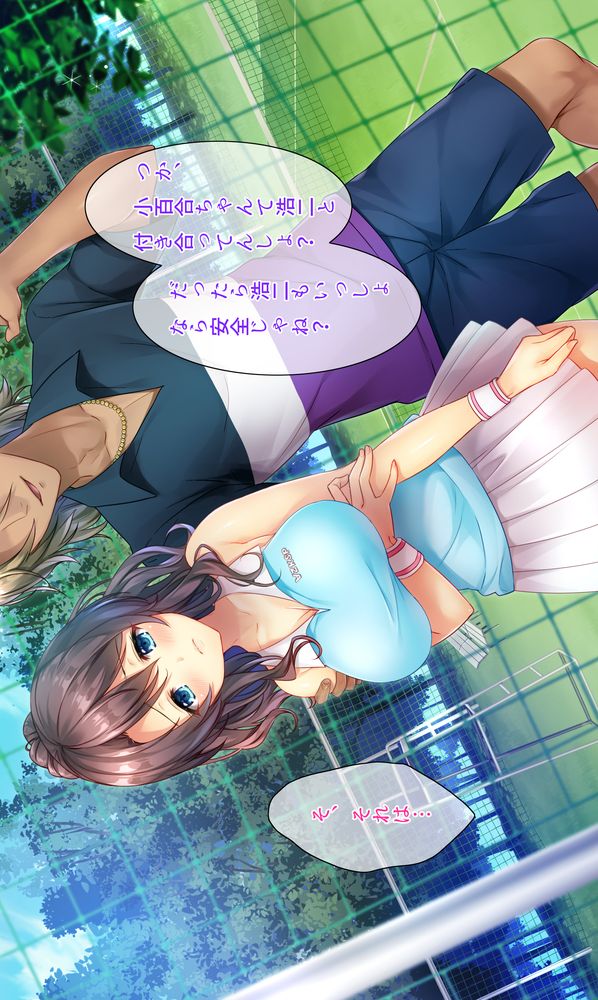 つか、
小百合ちゃんて浩一と
付き合ってんしょ?
だったら浩一もいっしょ
なら安全じゃね?
そ、それは…